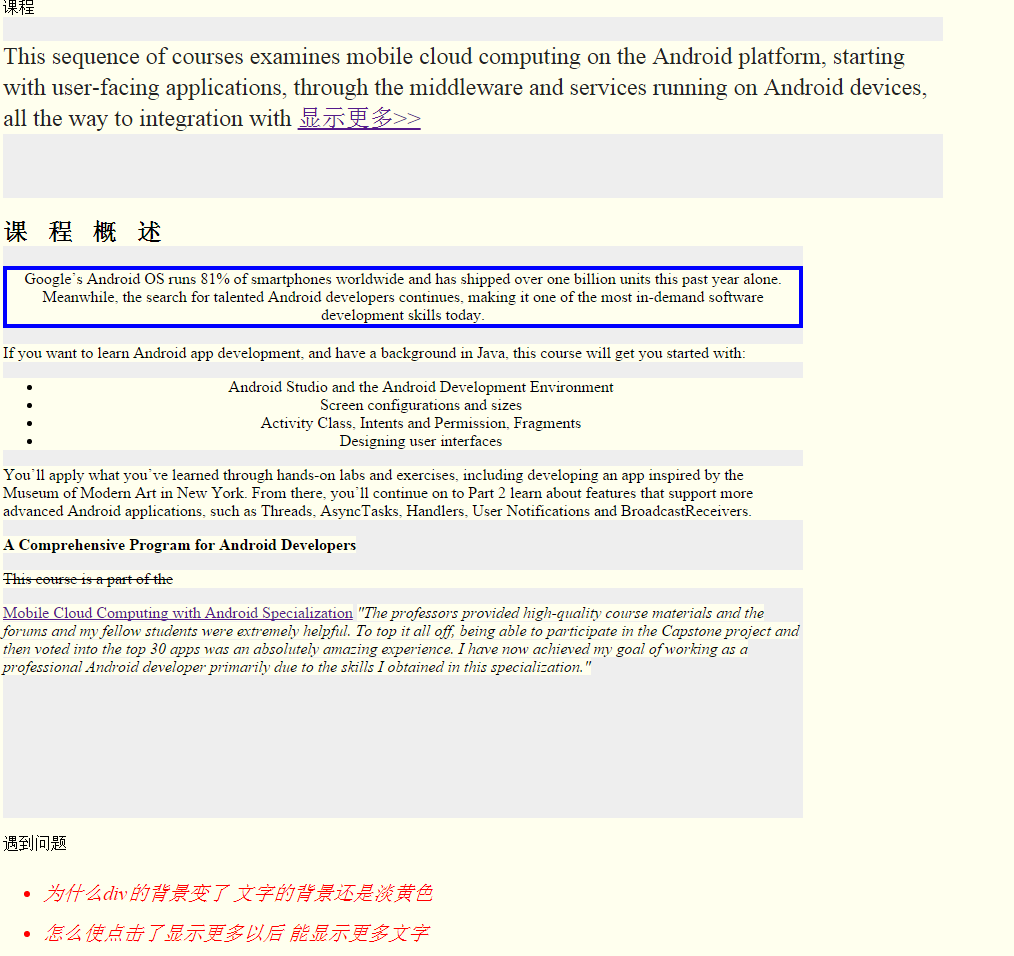 课程
This sequence of courses examines mobile cloud computing on the Android platform, starting
with user-facing applications, through the middleware and services running on Android devices,
all the way to integration with 显示更多>>
课 程 概 述
Google’s Android OS runs 81% of smartphones worldwide and has shipped over one billion units this past year alone.
Meanwhile, the search for talented Android developers continues, making it one of the most in-demand software
development skills today.
If you want to learn Android app development, and have a background in Java, this course will get you started with:
• Android Studio and the Android Development Environment
• Screen configurations and sizes
• Activity Class, Intents and Permission, Fragments
• Designing user interfaces
You’ll apply what you’ve learned through hands-on labs and exercises, including developing an app inspired by the
Museum of Modern Art in New York. From there, you’ll continue on to Part 2 learn about features that support more
advanced Android applications, such as Threads, AsyncTasks, Handlers, User Notifications and BroadcastReceivers.
A Comprehensive Program for Android Developers
This course is a part of the
Mobile Cloud Computing with Android Specialization "The professors provided high-quality course materials and the
forums and my fellow students were extremely helpful. To top it all off, being able to participate in the Capstone project and
then voted into the top 30 apps was an absolutely amazing experience. I have now achieved my goal of working as a
professional Android developer primarily due to the skills I obtained in this specialization."
遇到问题
• 为什么div的背景变了 文字的背景还是淡黄色
• 怎么使点击了显示更多以后 能显示更多文字